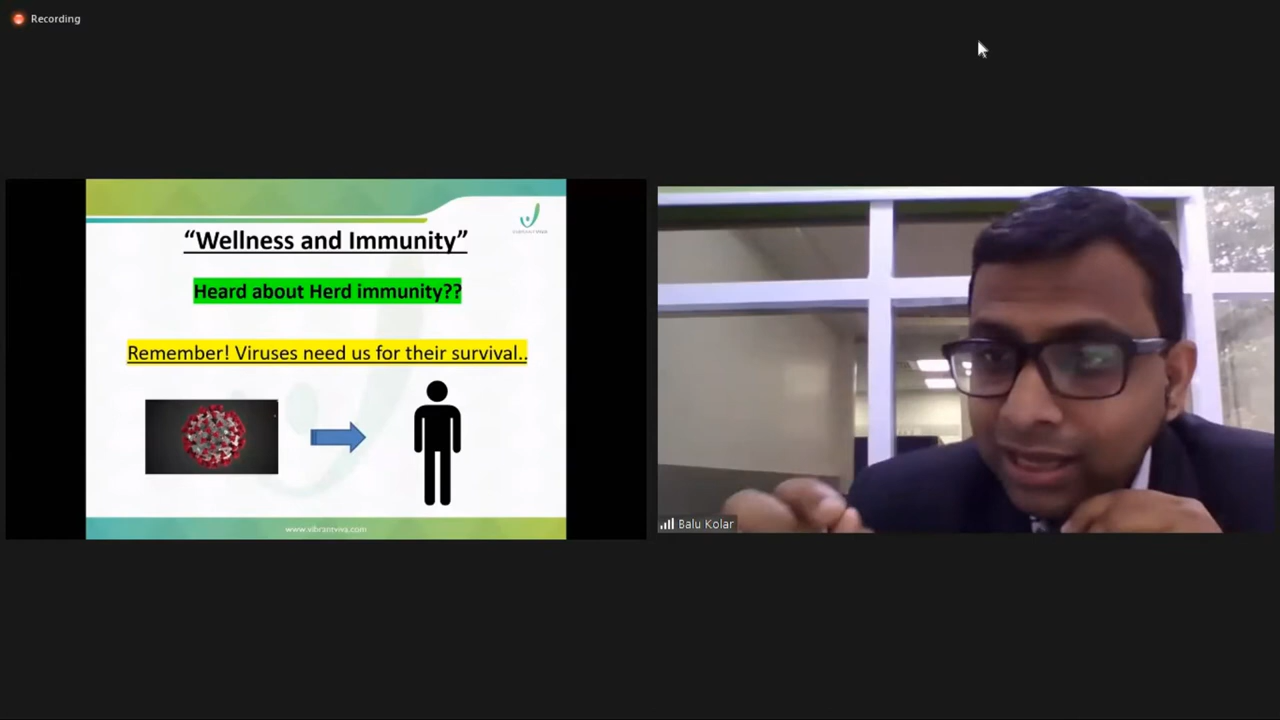 Recording
“Wellness and Immunity”
Heard about Herd immunity??
Remember! Viruses need us for their survival..
www.vibrantviva.com
Balu Kolar